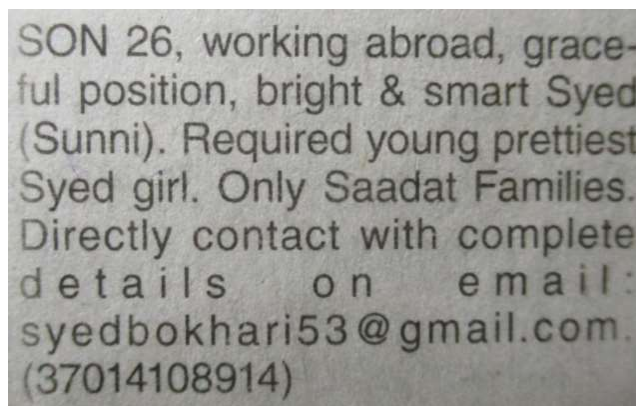 SON 26, working abroad, grace-
ful position, bright & smart Syed
(Sunni). Required young prettiest
Syed girl. Only Saadat Families.
Directly contact with complete
details on email:
syedbokhari53@gmail.com.
(37014108914)